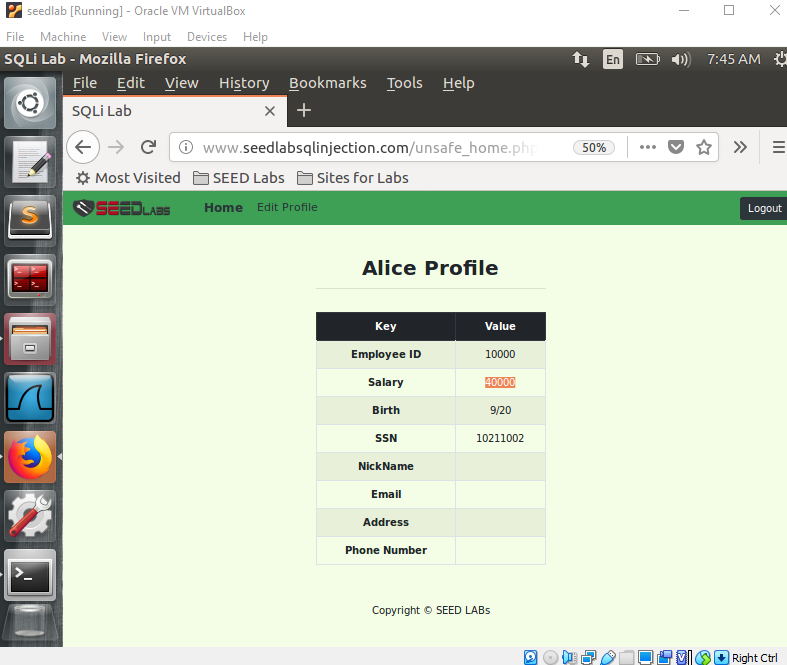 seedlab [Running] - Oracle VM VirtualBox
File Machine View Input Devices Help
SQLi Lab - Mozilla Firefox En 7:45 AM
File Edit View History Bookmarks Tools Help
SQLi Lab
www.seedlabsqlinjection.com/unsafe_home.php 50%
Most Visited SEED Labs Sites for Labs
SEEDLABS Home Edit Profile Logout
Alice Profile
Key Value
Employee ID 10000
Salary 40000
Birth 9/20
SSN 10211002
NickName
Email
Address
Phone Number
Copyright © SEED LABs
Right Ctrl